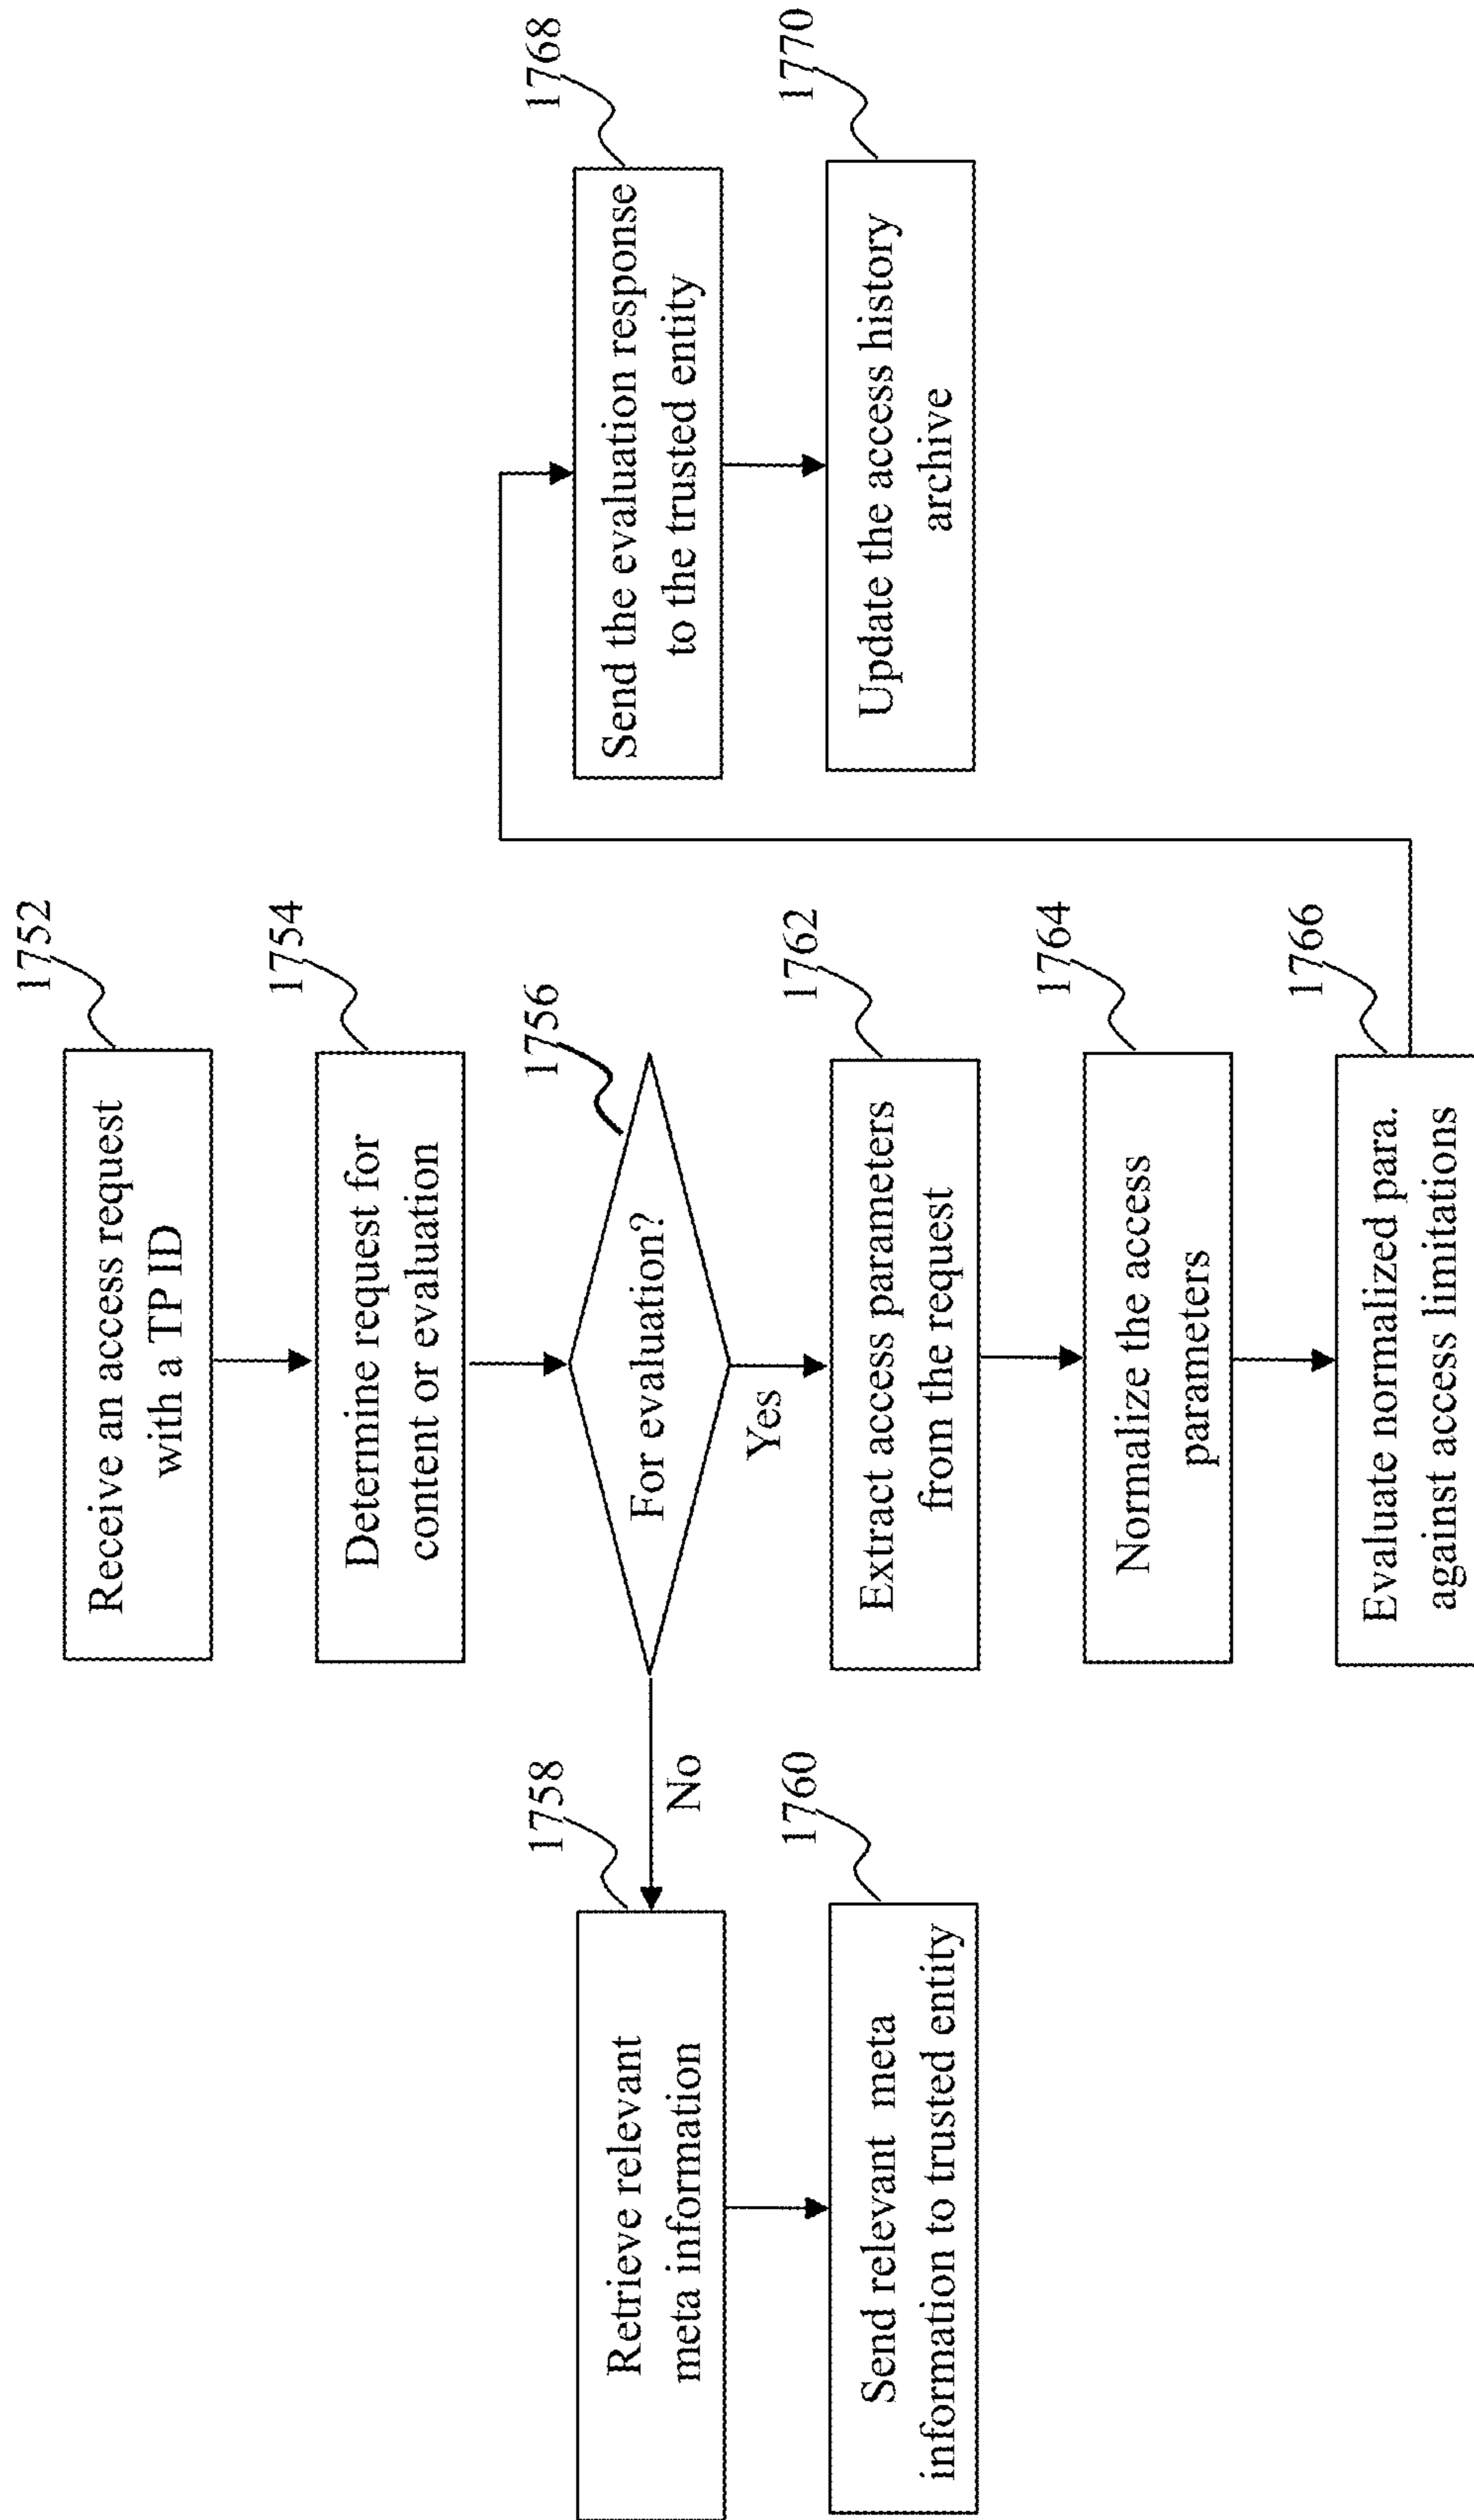 1752
Receive an access request
with a TP ID
1754
Determine request for
content or evaluation
1756
For evaluation?
No
Yes
1758
Retrieve relevant
meta information
1760
Send relevant meta
information to trusted entity
1762
Extract access parameters
from the request
1764
Normalize the access
parameters
1766
Evaluate normalized para.
against access limitations
1768
Send the evaluation response
to the trusted entity
1770
Update the access history
archive